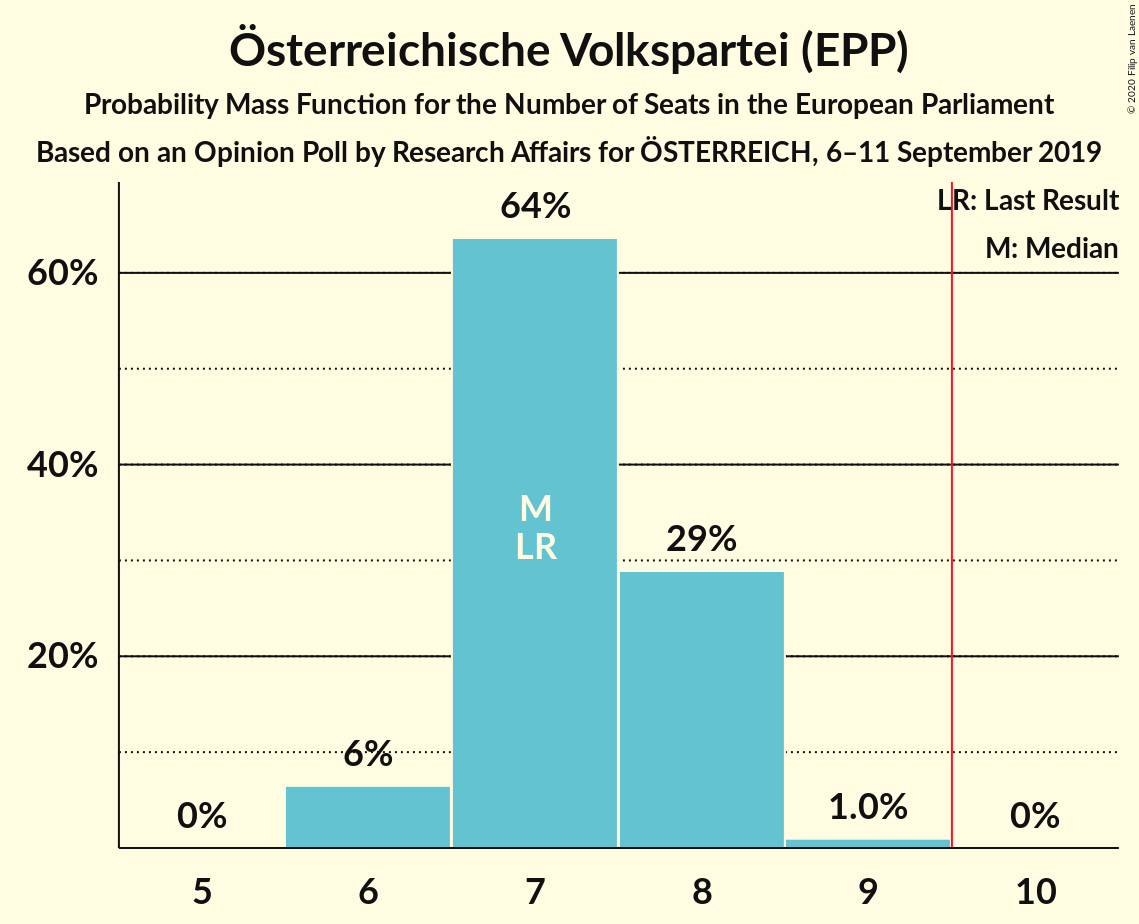 Österreichische Volkspartei (EPP)
Probability Mass Function for the Number of Seats in the European Parliament
Based on an Opinion Poll by Research Affairs for ÖSTERREICH, 6–11 September 2019
© 2020 Filip van Laenen
LR: Last Result
M: Median
64%
60%
40%
M
LR
29%
20%
6%
0%
1.0%
0%
5 6 7 8 9 10